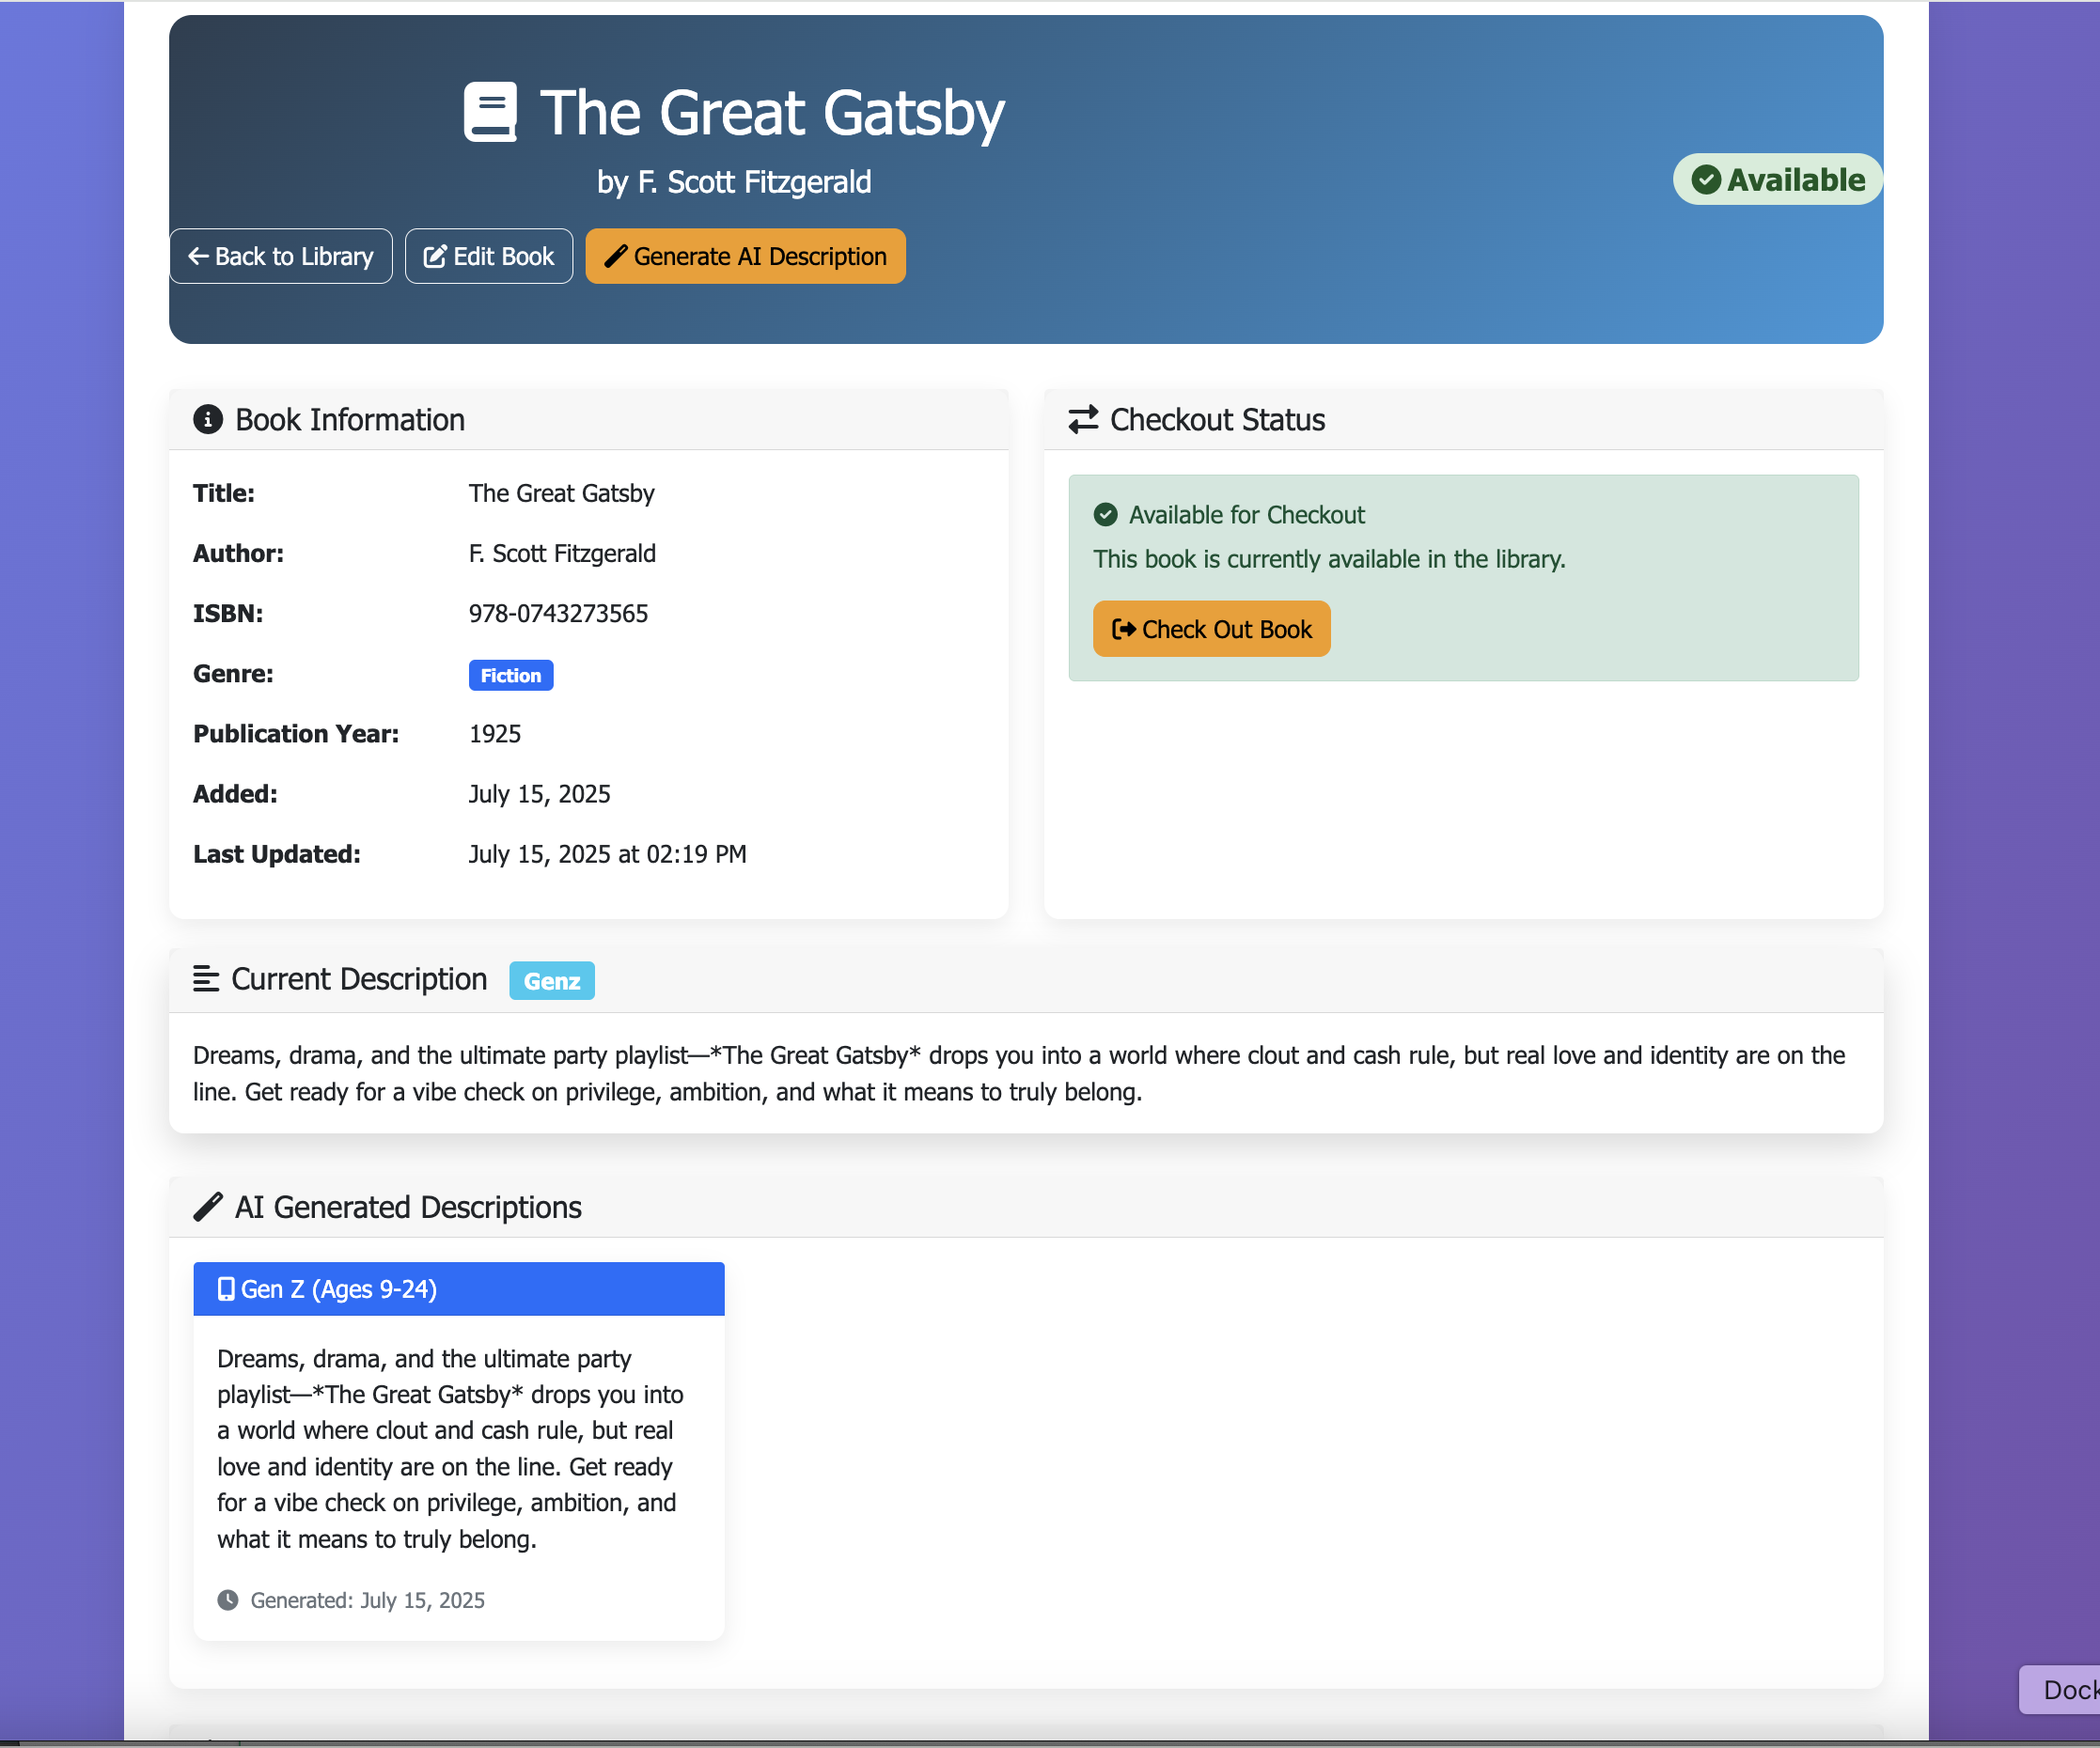 The Great Gatsby
by F. Scott Fitzgerald
Available
Back to Library
Edit Book
Generate AI Description
Book Information
Title: The Great Gatsby
Author: F. Scott Fitzgerald
ISBN: 978-0743273565
Genre: Fiction
Publication Year: 1925
Added: July 15, 2025
Last Updated: July 15, 2025 at 02:19 PM
Checkout Status
Available for Checkout
This book is currently available in the library.
Check Out Book
Current Description Genz
Dreams, drama, and the ultimate party playlist—*The Great Gatsby* drops you into a world where clout and cash rule, but real love and identity are on the
line. Get ready for a vibe check on privilege, ambition, and what it means to truly belong.
AI Generated Descriptions
Gen Z (Ages 9-24)
Dreams, drama, and the ultimate party
playlist—*The Great Gatsby* drops you into
a world where clout and cash rule, but real
love and identity are on the line. Get ready
for a vibe check on privilege, ambition, and
what it means to truly belong.
Generated: July 15, 2025